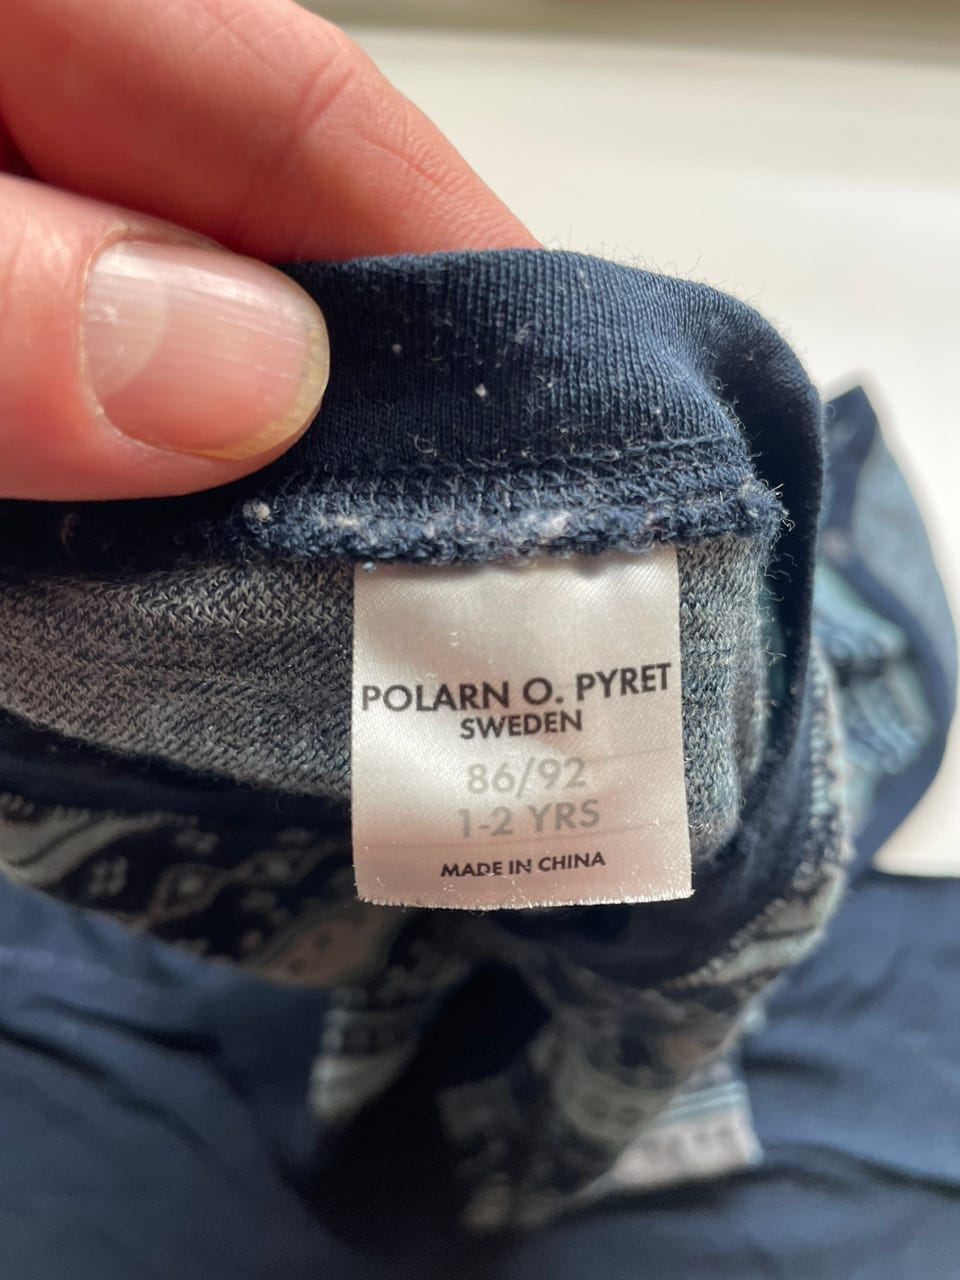 POLARN O. PYRET
SWEDEN
86/92
1-2 YRS
MADE IN CHINA